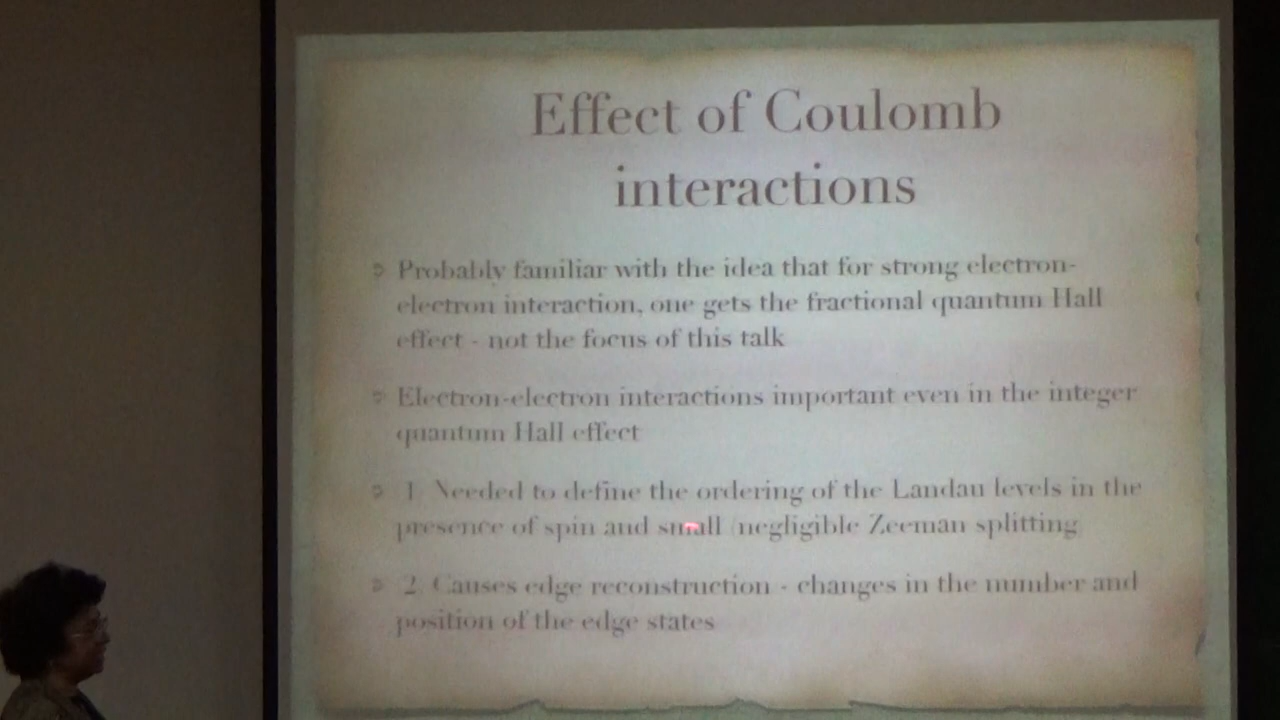 Effect of Coulomb
interactions
Probably familiar with the idea that for strong electron-
electron interaction, one gets the fractional quantum Hall
effect - not the focus of this talk
Electron-electron interactions important even in the integer
quantum Hall effect
1. Needed to define the ordering of the Landau levels in the
presence of spin and small (negligible Zeeman splitting
2. Causes edge reconstruction - changes in the number and
position of the edge states